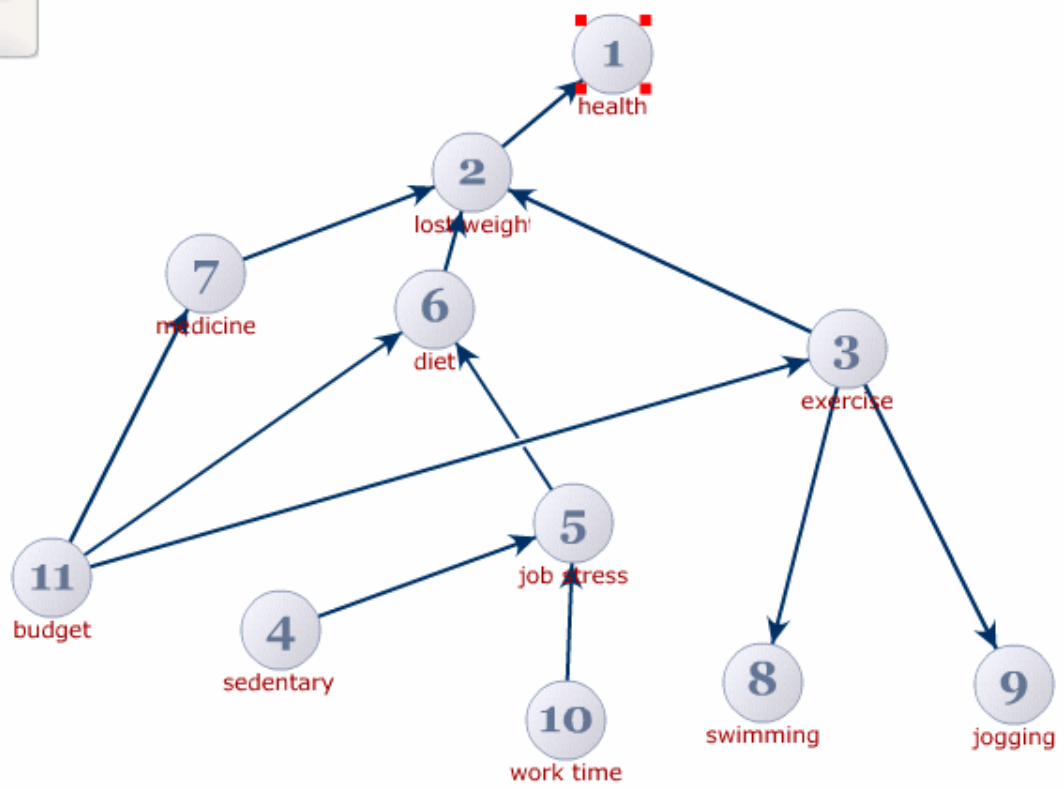 1
health
2
lost weight
7
medicine
6
diet
3
exercise
5
job stress
11
budget
4
sedentary
8
swimming
9
jogging
10
work time